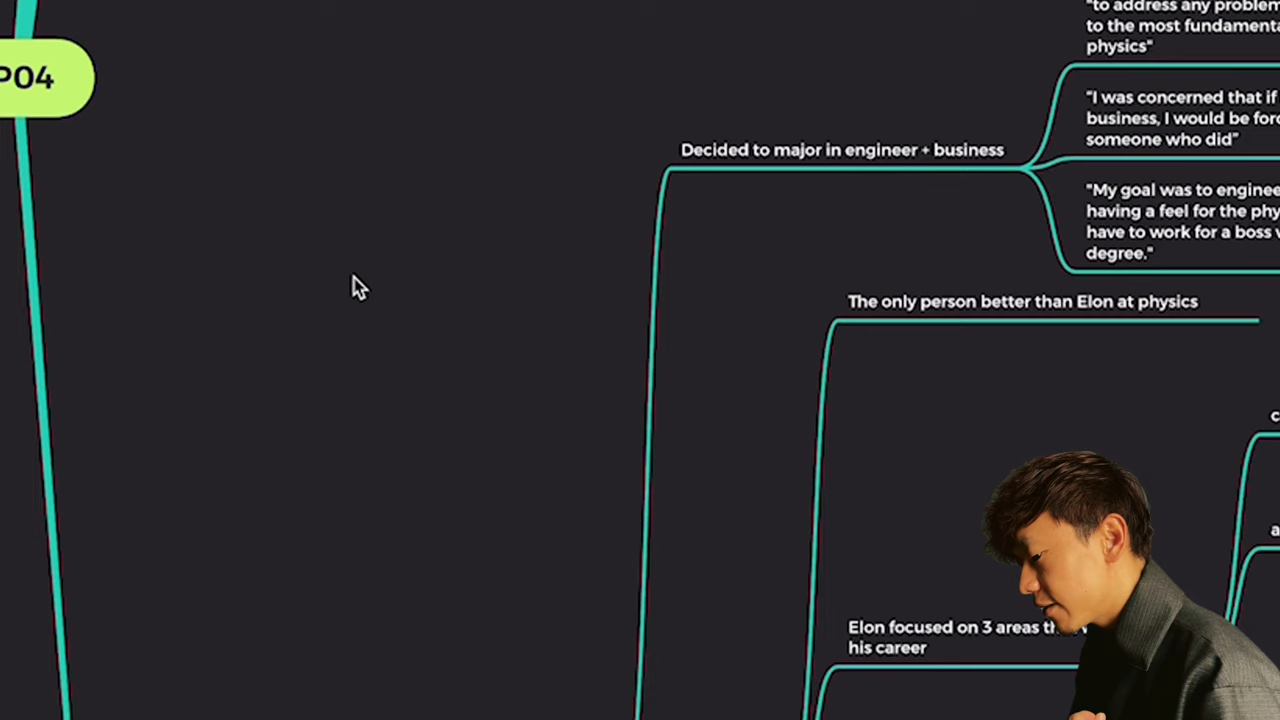 P04
"to address any problem
to the most fundamenta
physics"
"I was concerned that if
business, I would be forc
someone who did"
Decided to major in engineer + business
"My goal was to enginee
having a feel for the phy
have to work for a boss
degree."
The only person better than Elon at physics
Elon focused on 3 areas
his career